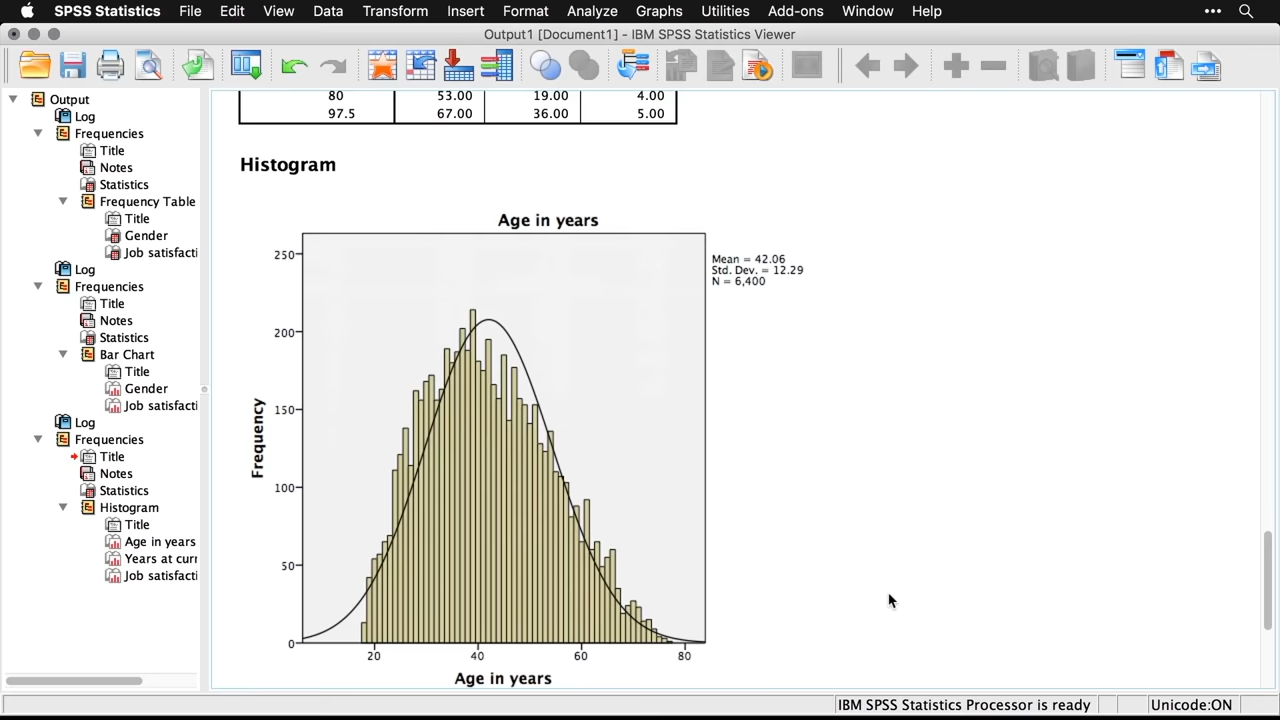 SPSS Statistics File Edit View Data Transform Insert Format Analyze Graphs Utilities Add-ons Window Help
Output1 [Document1] - IBM SPSS Statistics Viewer
Output
Log
Frequencies
Title
Notes
Statistics
Frequency Table
Title
Gender
Job satisfacti
Log
Frequencies
Title
Notes
Statistics
Bar Chart
Title
Gender
Job satisfacti
Log
Frequencies
Title
Notes
Statistics
Histogram
Title
Age in years
Years at curr
Job satisfacti
80 53.00 19.00 4.00
97.5 67.00 36.00 5.00
Histogram
Age in years
Mean = 42.06
Std. Dev. = 12.29
N = 6,400
250
200
150
100
50
0
Frequency
20 40 60 80
Age in years
IBM SPSS Statistics Processor is ready Unicode:ON